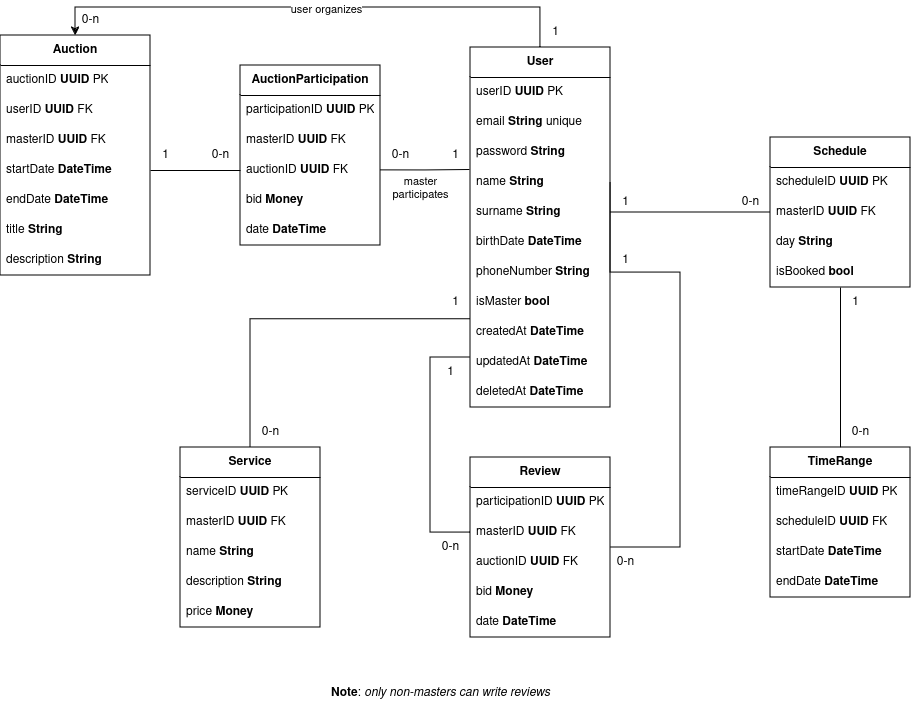 user organizes
0-n
1
Auction
auctionID UUID PK
userID UUID FK
masterID UUID FK
startDate DateTime
endDate DateTime
title String
description String
1
0-n
AuctionParticipation
participationID UUID PK
masterID UUID FK
auctionID UUID FK
bid Money
date DateTime
0-n
1
master
participates
User
userID UUID PK
email String unique
password String
name String
surname String
birthDate DateTime
phoneNumber String
isMaster bool
createdAt DateTime
updatedAt DateTime
deletedAt DateTime
1
0-n
1
Schedule
scheduleID UUID PK
masterID UUID FK
day String
isBooked bool
1
0-n
1
0-n
1
0-n
0-n
Service
serviceID UUID PK
masterID UUID FK
name String
description String
price Money
Review
participationID UUID PK
masterID UUID FK
auctionID UUID FK
bid Money
date DateTime
TimeRange
timeRangeID UUID PK
scheduleID UUID FK
startDate DateTime
endDate DateTime
Note: only non-masters can write reviews